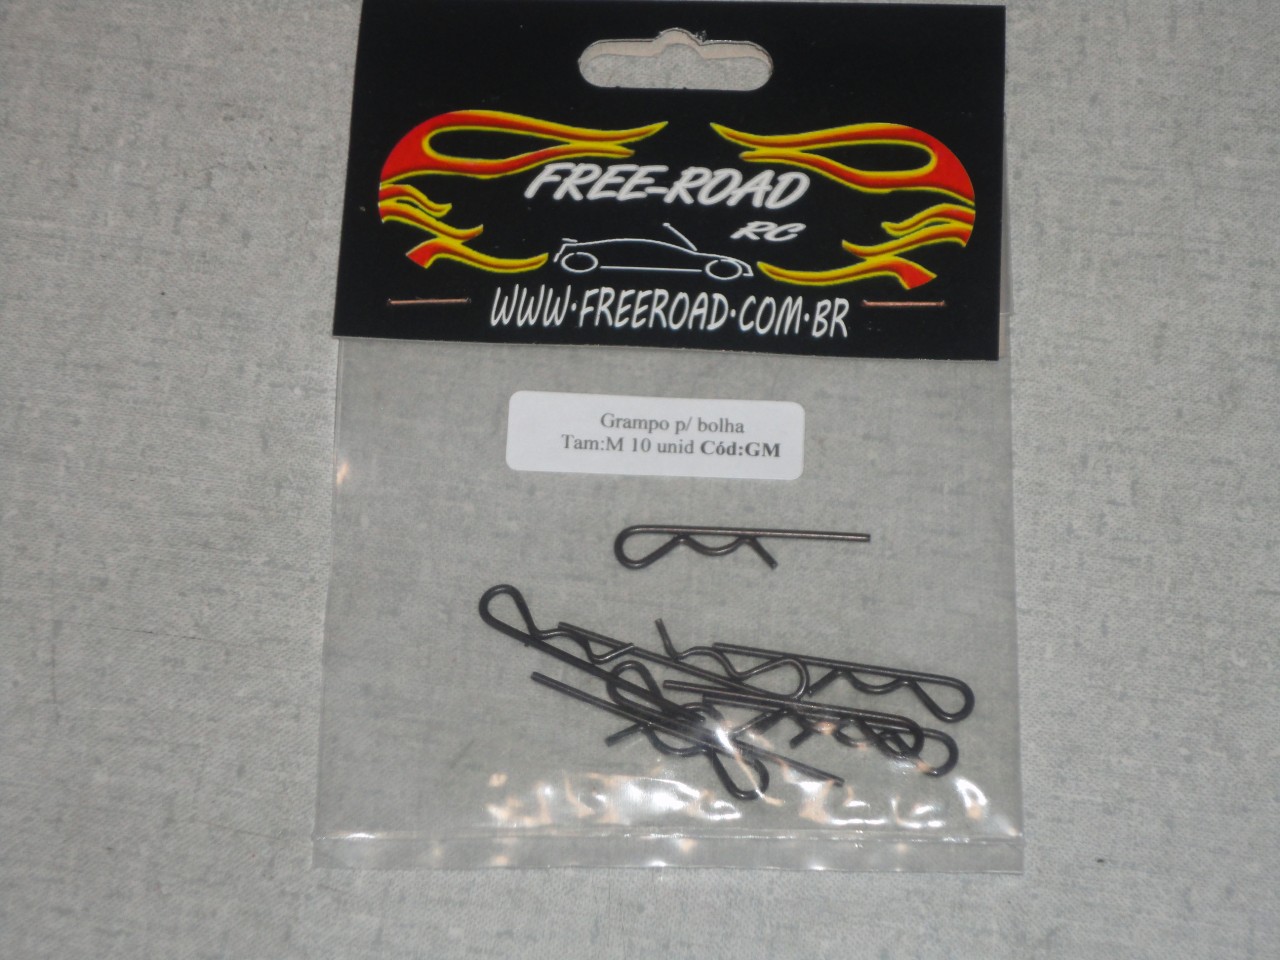 FREE-ROAD
RC
WWW.FREEROAD.COM.BR
Grampo p/ bolha
Tam:M 10 unid Cód:GM